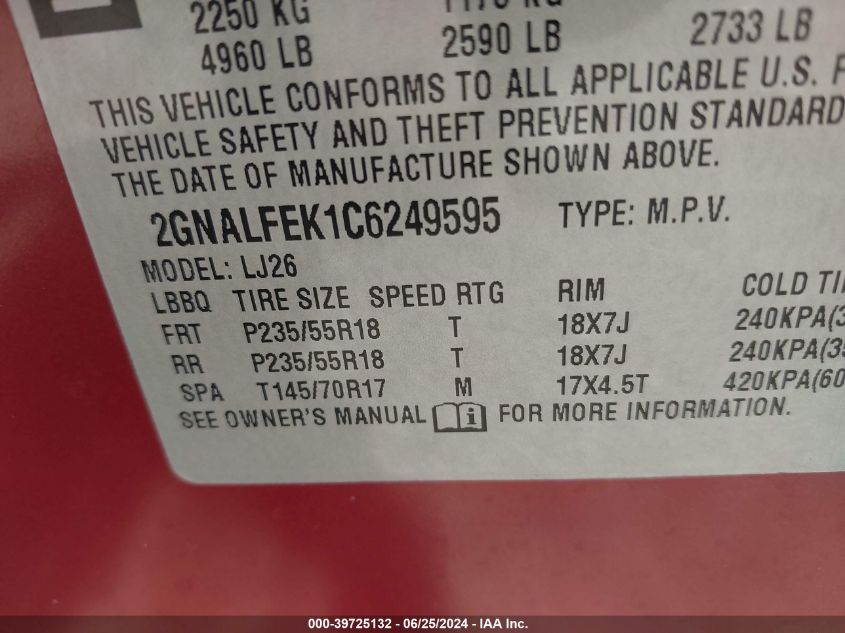 2250 KG
4960 LB 2590 LB 2733 LB
THIS VEHICLE CONFORMS TO ALL APPLICABLE U.S.
VEHICLE SAFETY AND THEFT PREVENTION STANDARD
THE DATE OF MANUFACTURE SHOWN ABOVE.
2GNALFEK1C6249595 TYPE: M.P.V.
MODEL: LJ26
LBBQ TIRE SIZE SPEED RTG RIM COLD
FRT P235/55R18 T 18X7J 240KPA(3
RR P235/55R18 T 18X7J 240KPA(35
SPA T145/70R17 M 17X4.5T 420KPA(60
SEE OWNER'S MANUAL i FOR MORE INFORMATION.
000-39725132 - 06/25/2024 - IAA Inc.